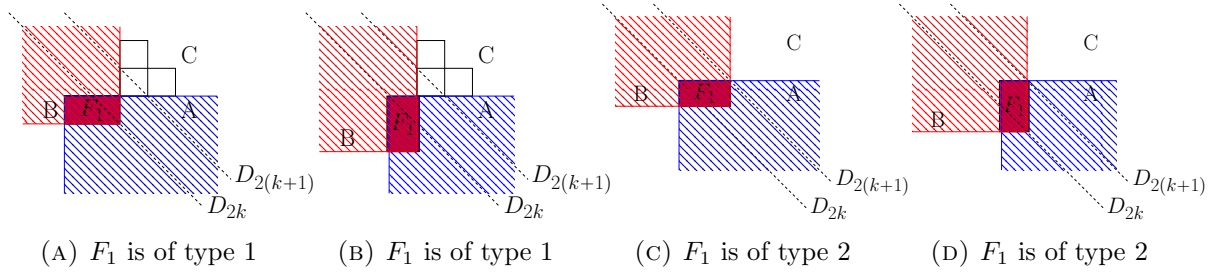 C
B
F₁
A
D₂₍ₖ₊₁₎
D₂ₖ
(A) F₁ is of type 1
C
B
F₁
A
D₂₍ₖ₊₁₎
D₂ₖ
(B) F₁ is of type 1
C
B
F₁
A
D₂₍ₖ₊₁₎
D₂ₖ
(C) F₁ is of type 2
C
B
F₁
A
D₂₍ₖ₊₁₎
D₂ₖ
(D) F₁ is of type 2